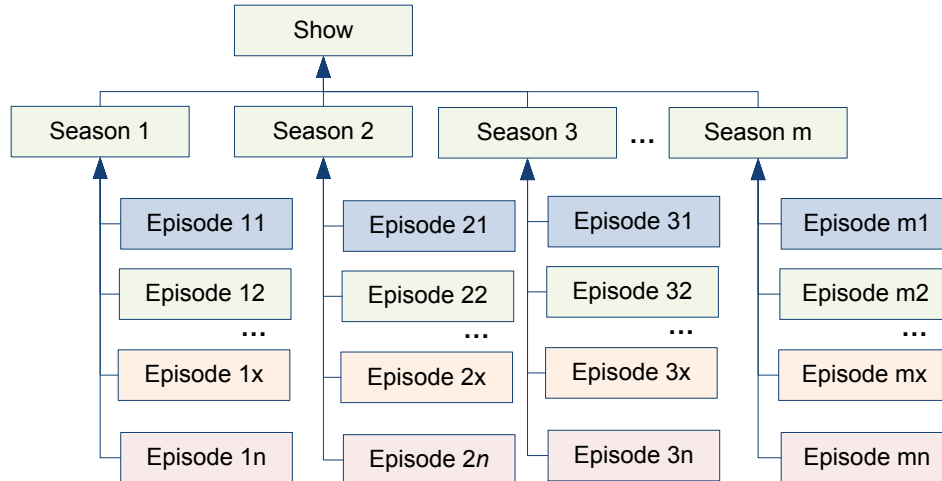 Show
Season 1
Season 2
Season 3
...
Season m
Episode 11
Episode 21
Episode 31
Episode m1
Episode 12
Episode 22
Episode 32
Episode m2
...
...
...
...
Episode 1x
Episode 2x
Episode 3x
Episode mx
Episode 1n
Episode 2n
Episode 3n
Episode mn